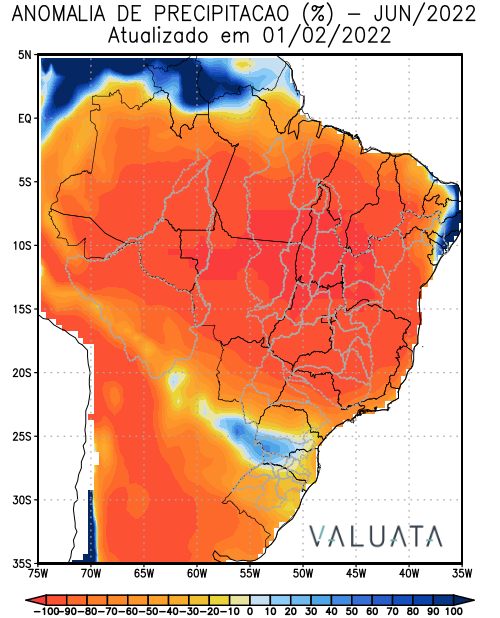 ANOMALIA DE PRECIPITACAO (%) – JUN/2022
Atualizado em 01/02/2022
5N
EQ
5S
10S
15S
20S
25S
30S
35S
VALUATA
75W 70W 65W 60W 55W 50W 45W 40W 35W
-100 -90 -80 -70 -60 -50 -40 -30 -20 -10 0 10 20 30 40 50 60 70 80 90 100